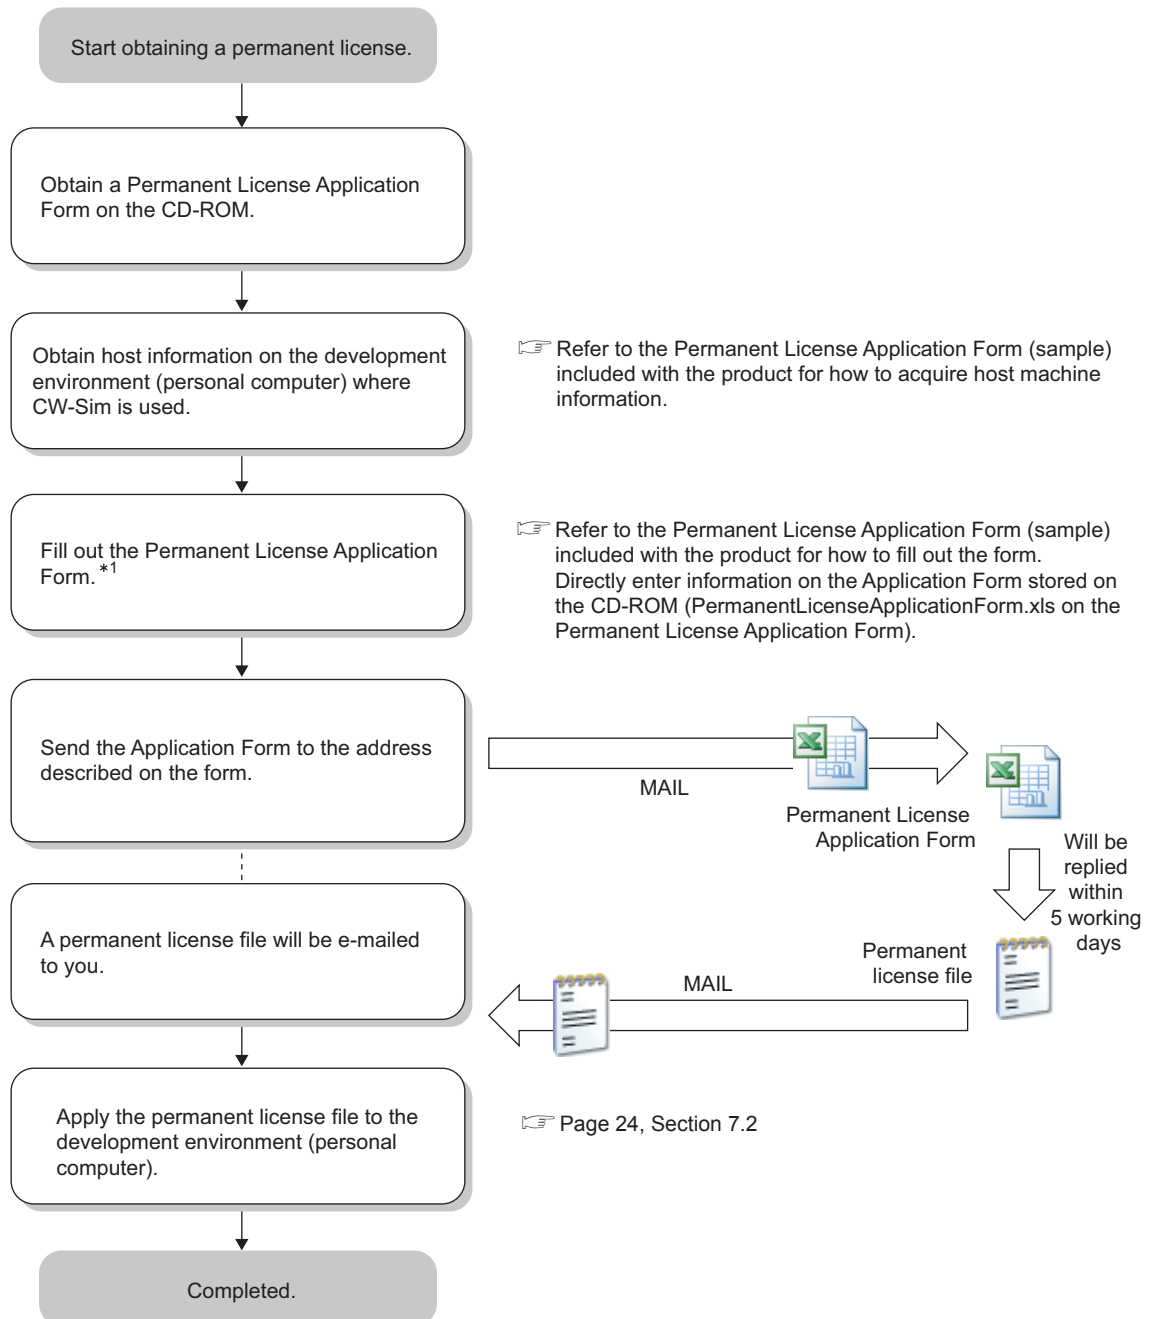 Start obtaining a permanent license.
Obtain a Permanent License Application
Form on the CD-ROM.
Obtain host information on the development
environment (personal computer) where
CW-Sim is used.
Refer to the Permanent License Application Form (sample)
included with the product for how to acquire host machine
information.
Fill out the Permanent License Application
Form. *1
Refer to the Permanent License Application Form (sample)
included with the product for how to fill out the form.
Directly enter information on the Application Form stored on
the CD-ROM (PermanentLicenseApplicationForm.xls on the
Permanent License Application Form).
Send the Application Form to the address
described on the form.
MAIL
Permanent License
Application Form
Will be
replied
within
5 working
days
A permanent license file will be e-mailed
to you.
Permanent
license file
MAIL
Apply the permanent license file to the
development environment (personal
computer).
Page 24, Section 7.2
Completed.